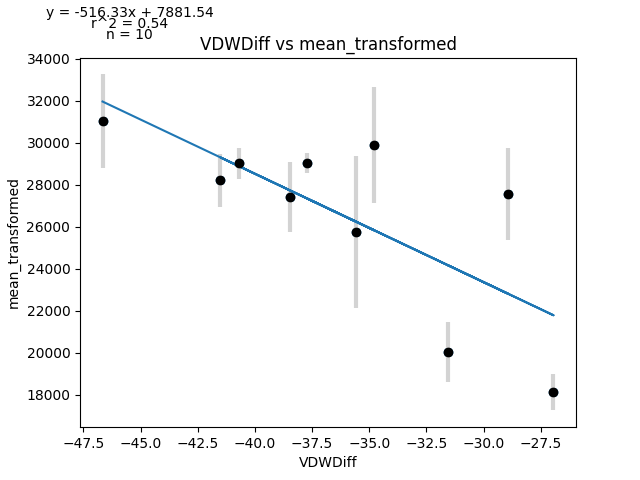 y = -516.33x + 7881.54
r^2 = 0.54
n = 10
VDWDiff vs mean_transformed
34000
32000
30000
28000
26000
24000
22000
20000
18000
mean_transformed
−47.5 −45.0 −42.5 −40.0 −37.5 −35.0 −32.5 −30.0 −27.5
VDWDiff